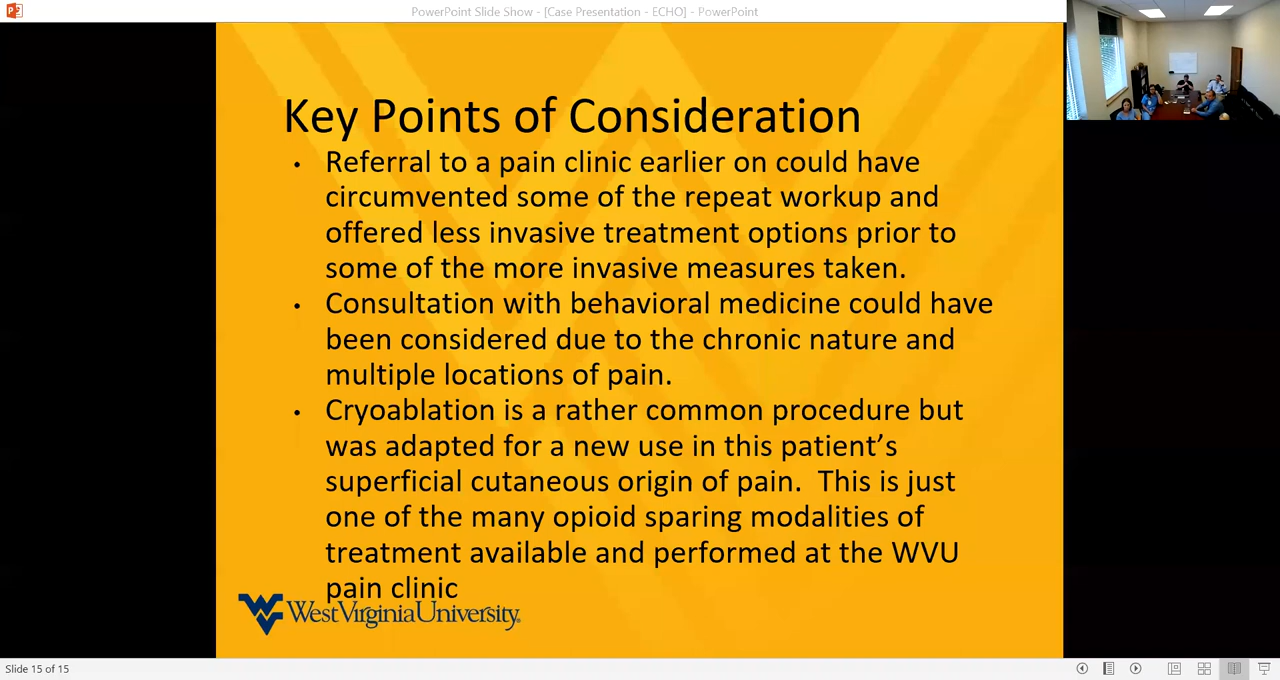 PowerPoint Slide Show - [Case Presentation - ECHO] - PowerPoint
Key Points of Consideration
• Referral to a pain clinic earlier on could have
circumvented some of the repeat workup and
offered less invasive treatment options prior to
some of the more invasive measures taken.
• Consultation with behavioral medicine could have
been considered due to the chronic nature and
multiple locations of pain.
• Cryoablation is a rather common procedure but
was adapted for a new use in this patient’s
superficial cutaneous origin of pain.  This is just
one of the many opioid sparing modalities of
treatment available and performed at the WVU
pain clinic
WestVirginiaUniversity.
Slide 15 of 15